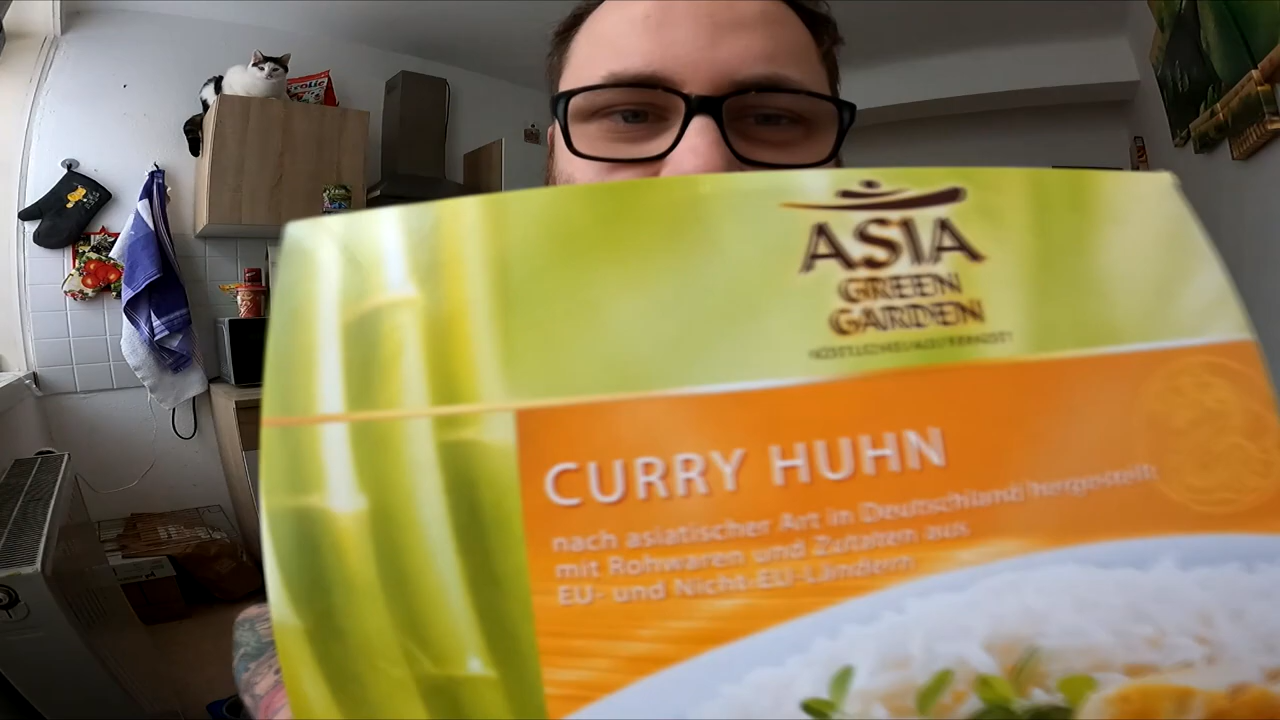 ASIA
GREEN
GARDEN
CURRY HUHN
nach asiatischer Art in Deutschland hergestellt
mit Rohwaren und Zutaten aus
EU- und Nicht-EU-Ländern